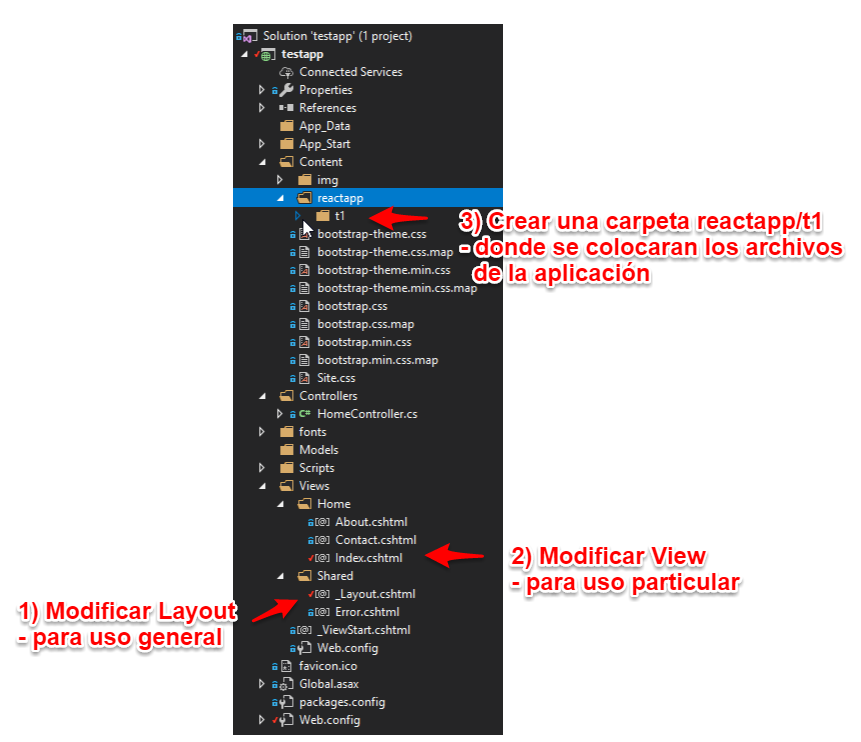 Solution 'testapp' (1 project)
testapp
Connected Services
Properties
References
App_Data
App_Start
Content
img
reactapp
t1
3) Crear una carpeta reactapp/t1
- donde se colocaran los archivos
de la aplicación
bootstrap-theme.css
bootstrap-theme.css.map
bootstrap-theme.min.css
bootstrap-theme.min.css.map
bootstrap.css
bootstrap.css.map
bootstrap.min.css
bootstrap.min.css.map
Site.css
Controllers
C# HomeController.cs
fonts
Models
Scripts
Views
Home
[@] About.cshtml
[@] Contact.cshtml
[@] Index.cshtml
2) Modificar View
- para uso particular
Shared
[@] _Layout.cshtml
1) Modificar Layout
- para uso general
[@] Error.cshtml
[@] _ViewStart.cshtml
Web.config
favicon.ico
Global.asax
packages.config
Web.config